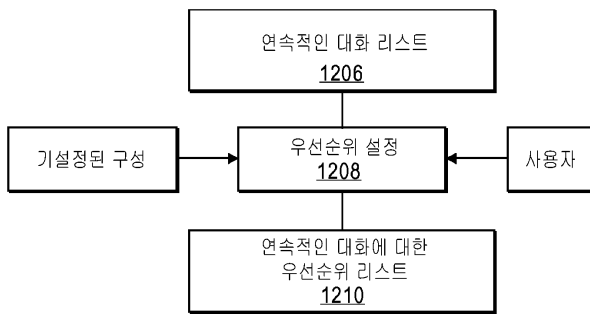 연속적인 대화 리스트
1206
기설정된 구성
우선순위 설정
1208
사용자
연속적인 대화에 대한
우선순위 리스트
1210